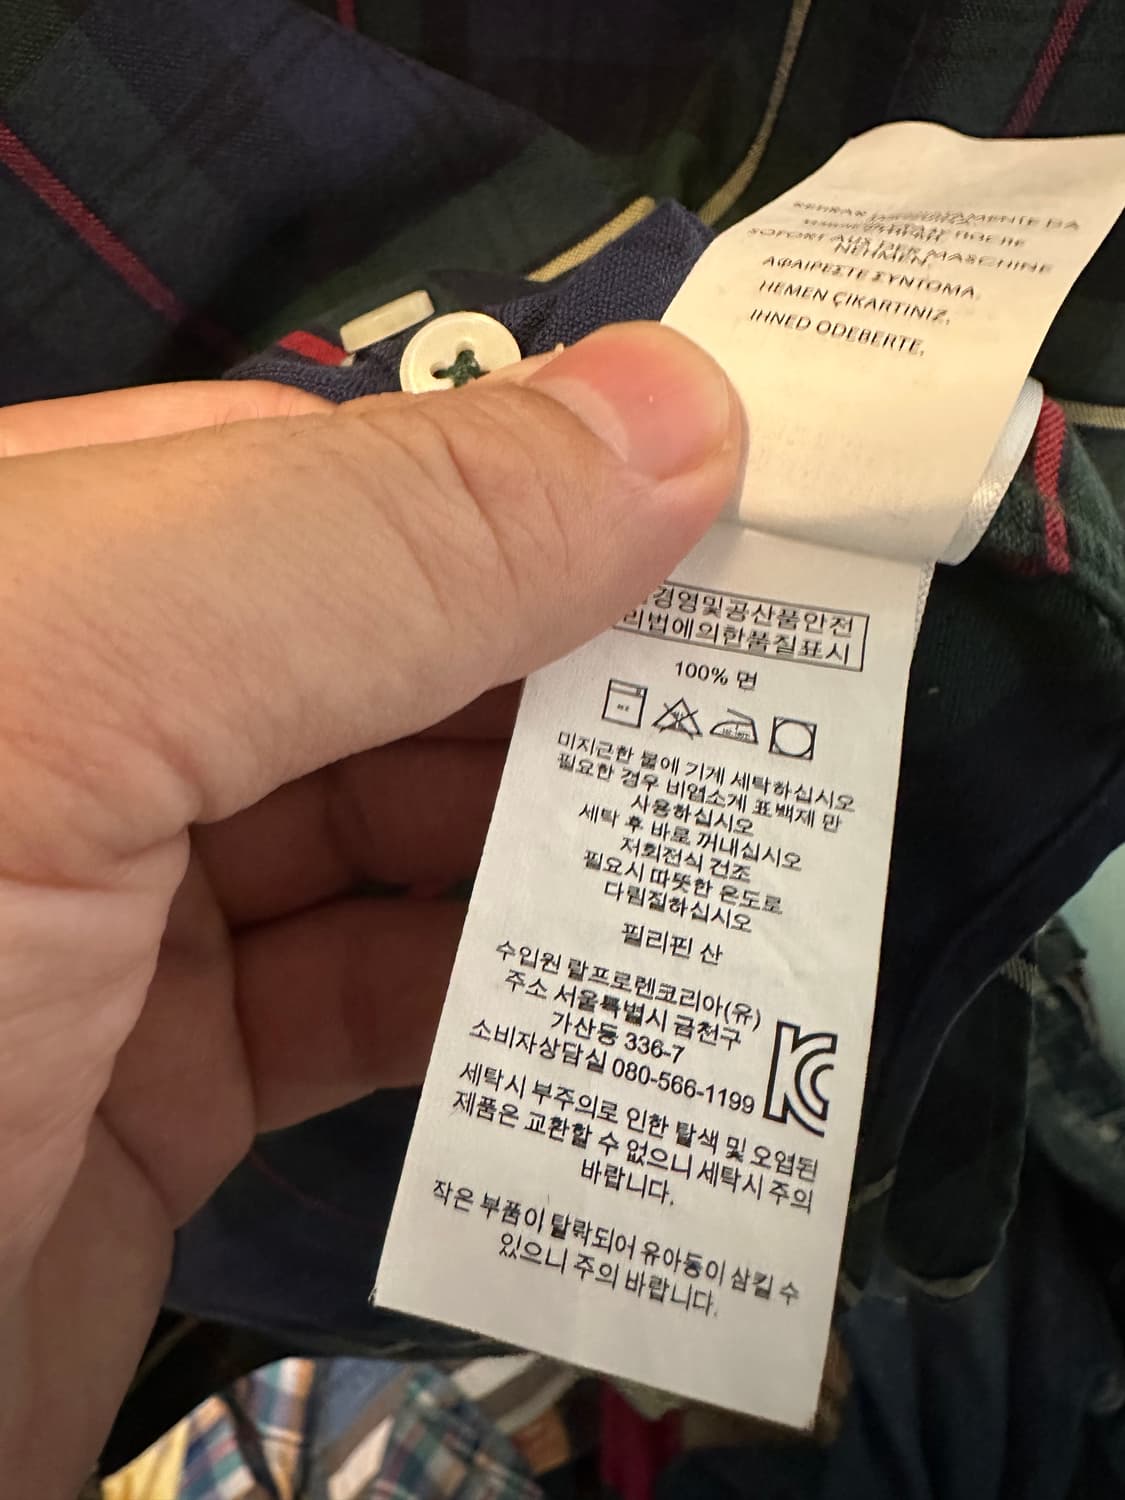 SOFORT AUS DER MASCHINE
NEHMEN,
ΑΦΑΙΡΕΣΤΕ ΣΥΝΤΟΜΑ,
HEMEN ÇIKARTINIZ,
IHNED ODEBERTE,
경영및공산품안전
리법에의한품질표시
100% 면
미지근한 물에 기계 세탁하십시오
필요한 경우 비염소계 표백제 만
사용하십시오
세탁 후 바로 꺼내십시오
저회전식 건조
필요시 따뜻한 온도로
다림질하십시오
필리핀 산
수입원 랄프로렌코리아(유)
주소 서울특별시 금천구
가산동 336-7
소비자상담실 080-566-1199
세탁시 부주의로 인한 탈색 및 오염된
제품은 교환할 수 없으니 세탁시 주의
바랍니다.
작은 부품이 탈락되어 유아동이 삼킬 수
있으니 주의 바랍니다.